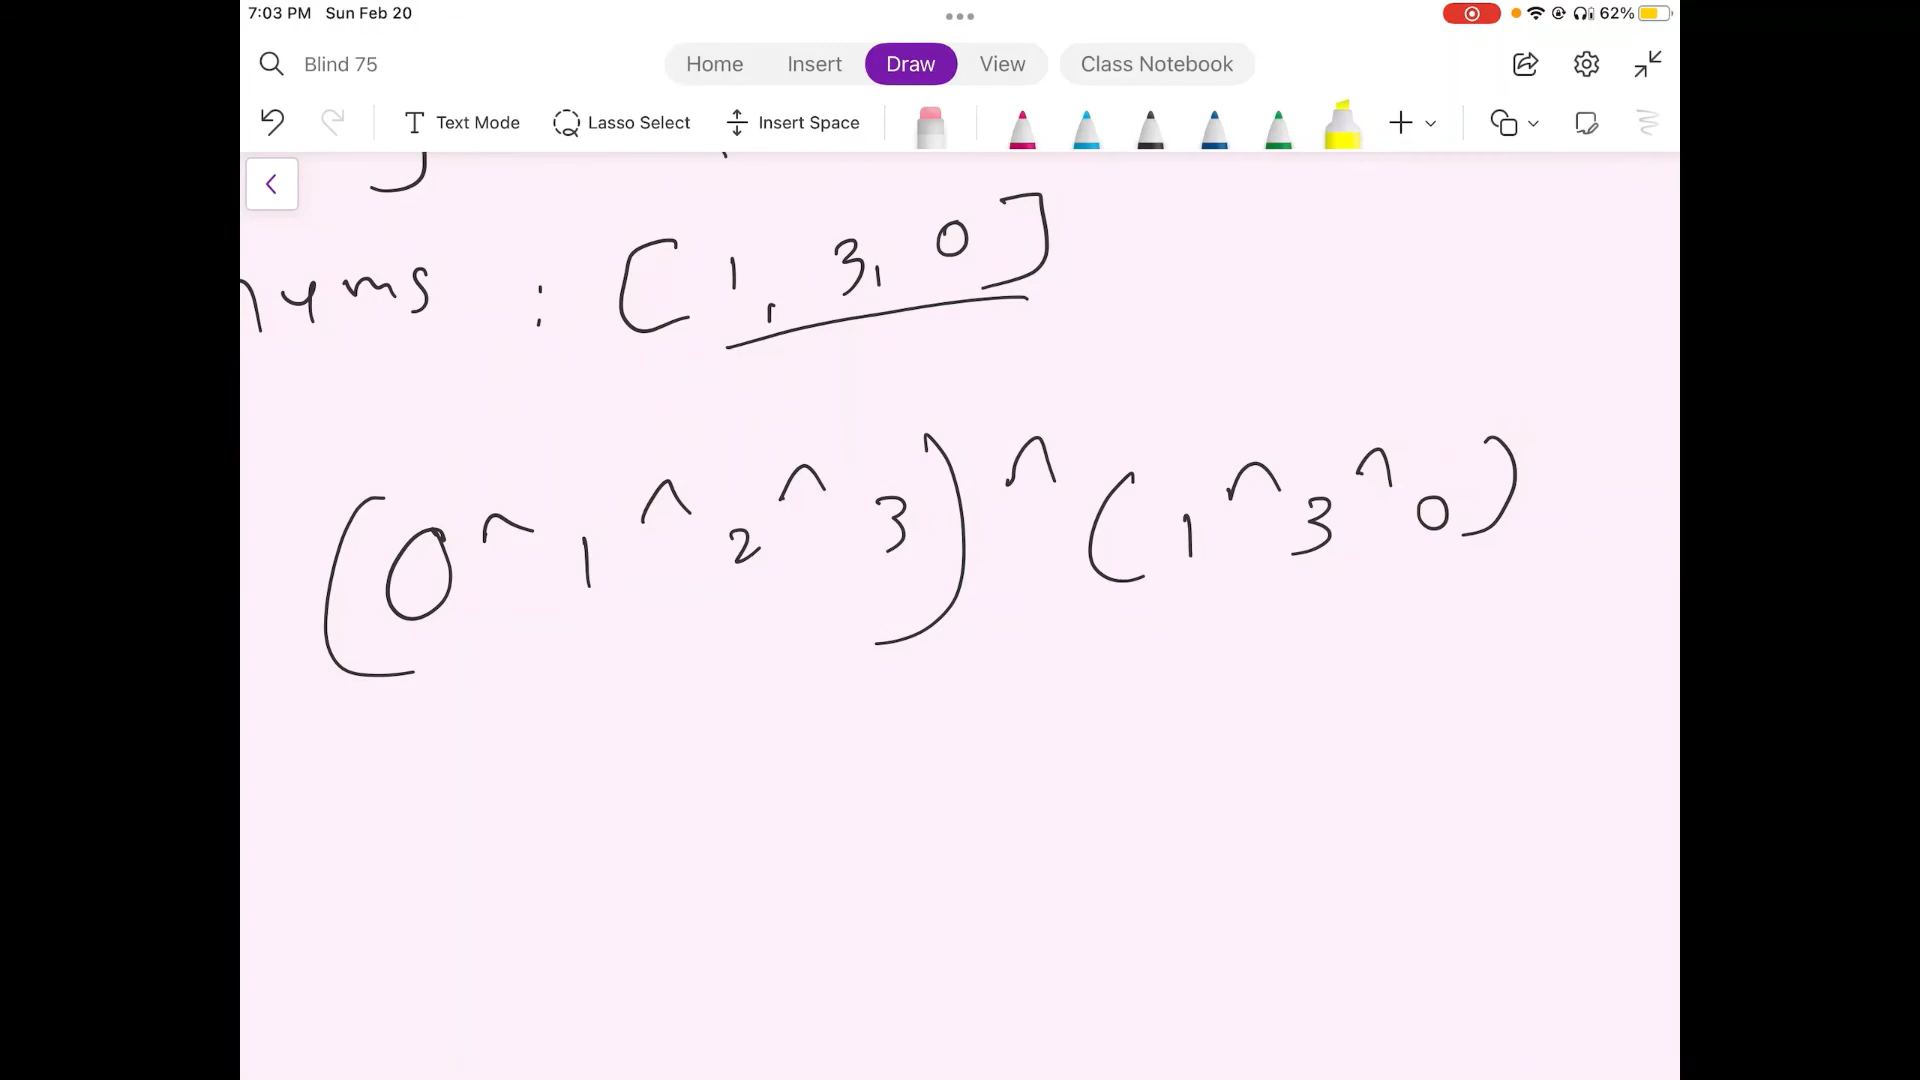 7:03 PM Sun Feb 20
62%
Blind 75
Home Insert Draw View Class Notebook
T Text Mode Lasso Select Insert Space
: [1, 3, 0]
(0^1^2^3)^(1^3^0)